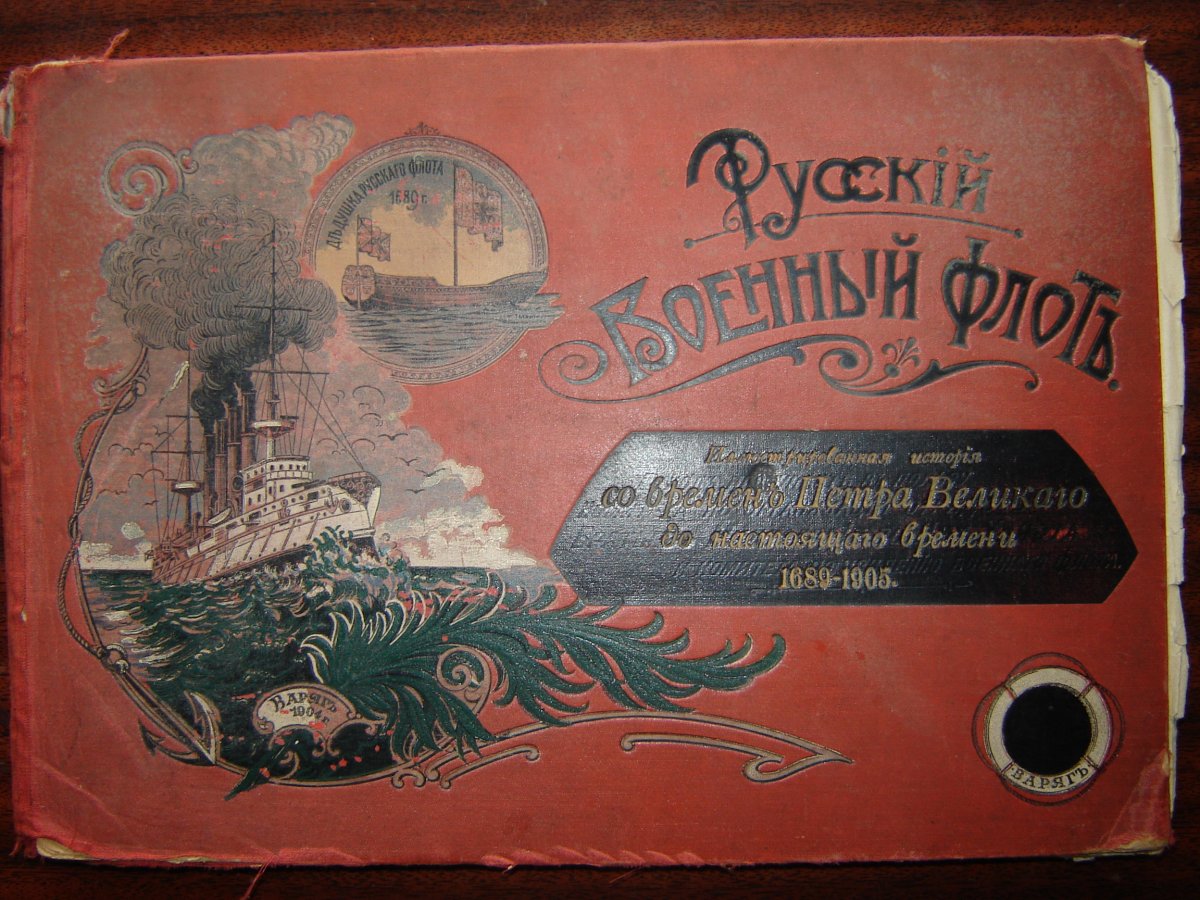 ДѢДУШКА РУССКАГО ФЛОТА
1689 г.
Русскій
Военный Флотъ.
Иллюстрированная исторія
со временъ Петра Великаго
до настоящаго времени
1689-1905.
ВАРЯГЪ
1904 г.
ВАРЯГЪ